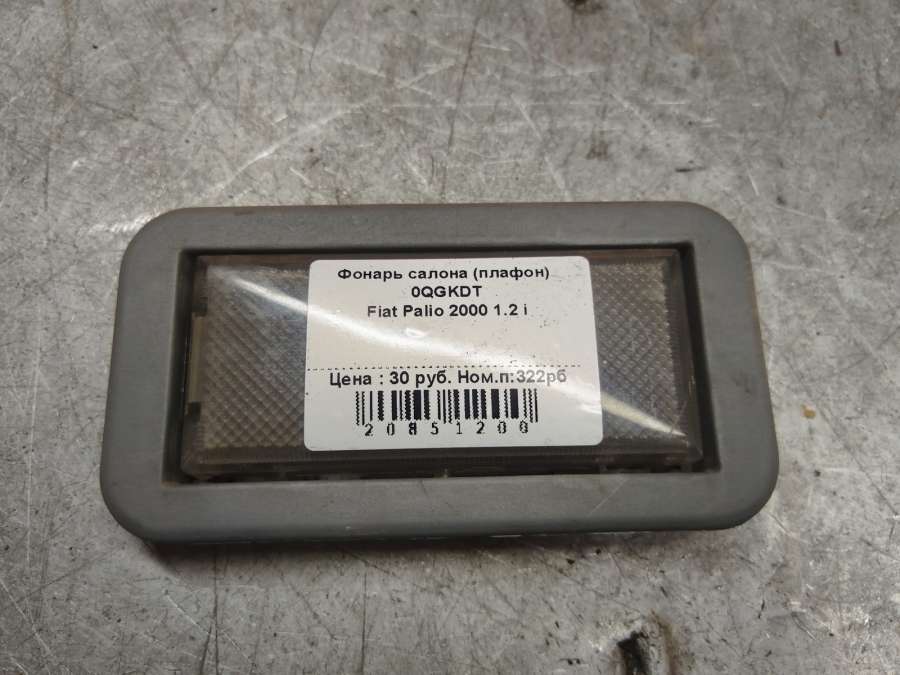 Фонарь салона (плафон)
0QGKDT
Fiat Palio 2000 1.2 i
Цена : 30 руб. Ном.п:322рб
20851200